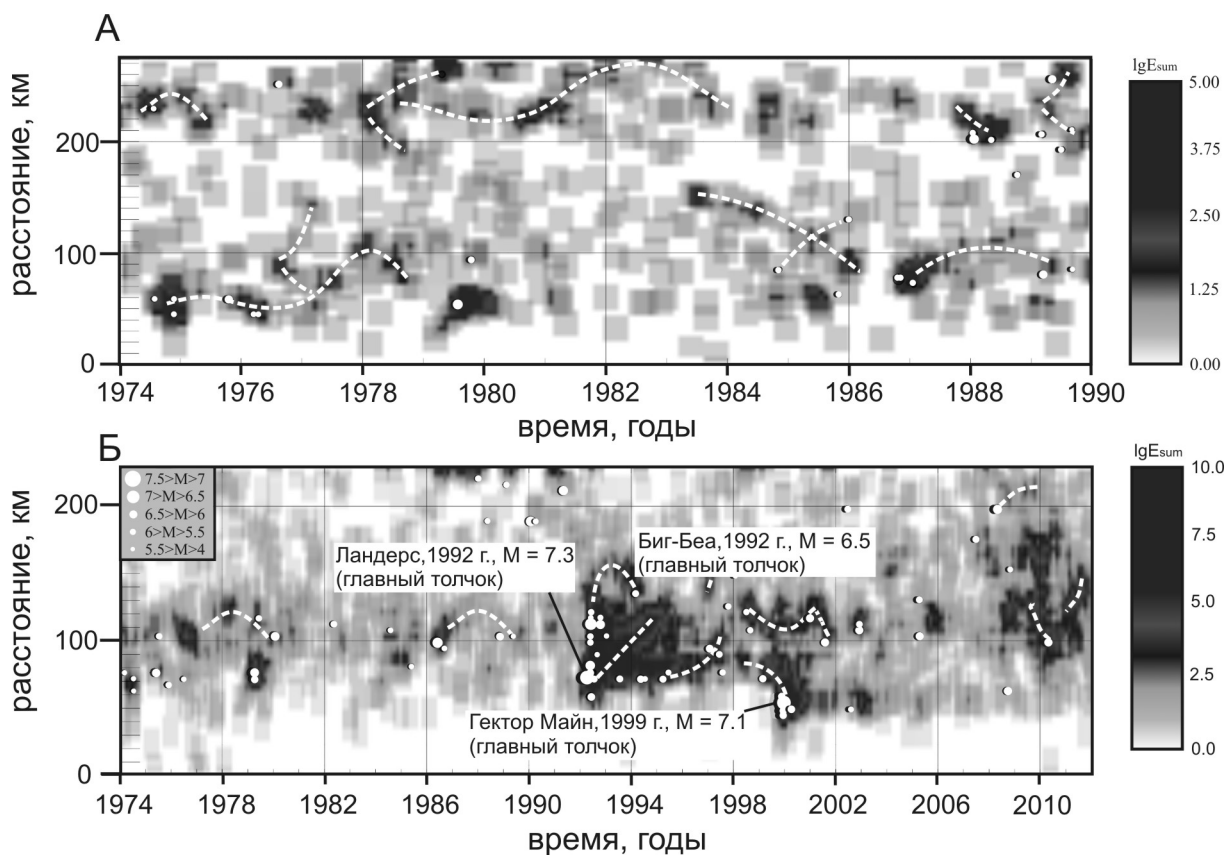 А
расстояние, км
200
100
0
1974
1976
1978
1980
1982
1984
1986
1988
1990
время, годы
lgEsum
5.00
3.75
2.50
1.25
0.00
Б
расстояние, км
200
100
0
7.5>M>7
7>M>6.5
6.5>M>6
6>M>5.5
5.5>M>4
Ландерс,1992 г., М = 7.3
(главный толчок)
Биг-Беа,1992 г., М = 6.5
(главный толчок)
Гектор Майн,1999 г., М = 7.1
(главный толчок)
1974
1978
1982
1986
1990
1994
1998
2002
2006
2010
время, годы
lgEsum
10.0
7.5
5.0
2.5
0.0